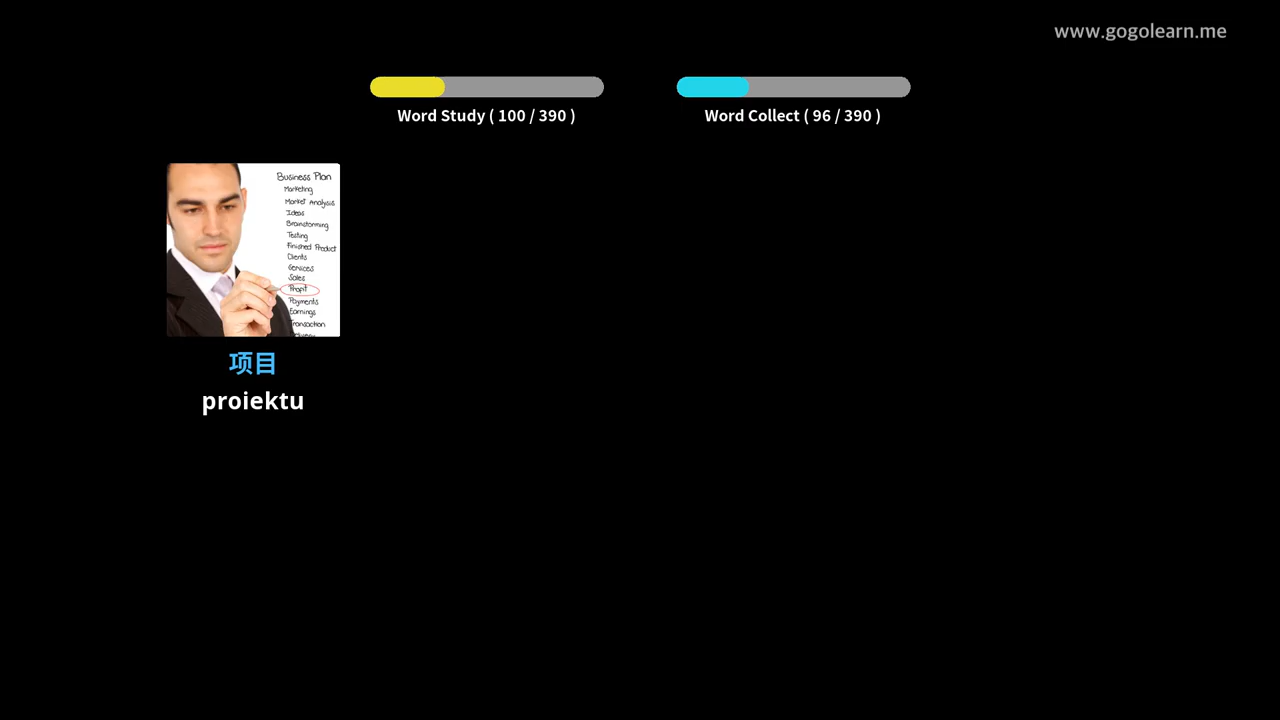 www.gogolearn.me
Word Study ( 100 / 390 )
Word Collect ( 96 / 390 )
Business Plan
Marketing
Market Analysis
Ideas
Brainstorming
Testing
Finished Product
Clients
Services
Sales
Profit
Payments
Earnings
Transaction
项目
proiektu